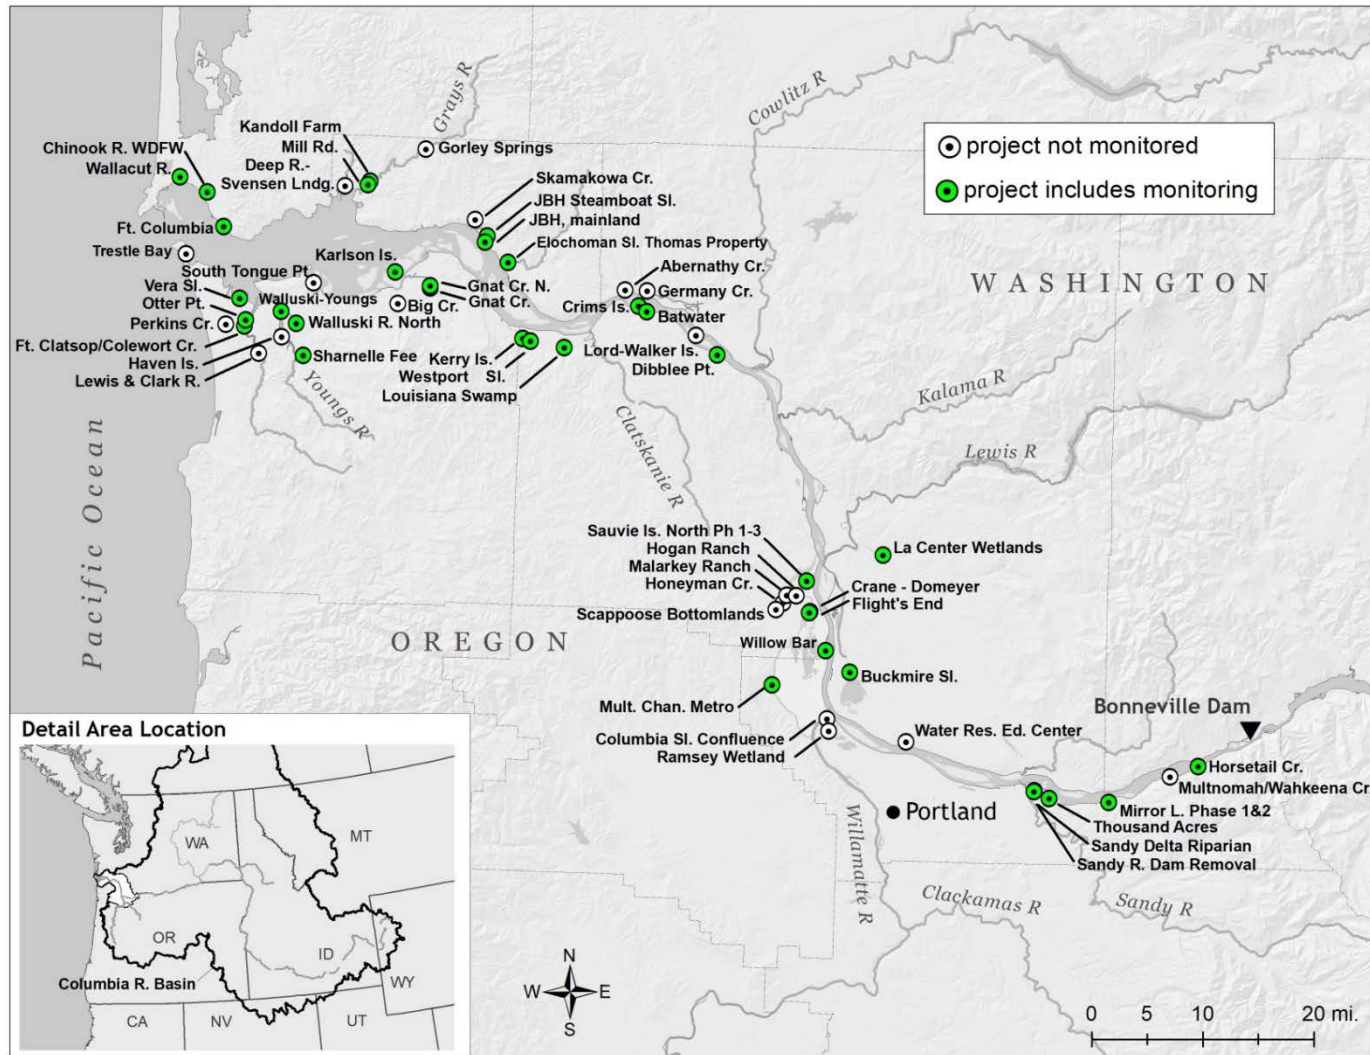 Grays R
Cowlitz R
Kandoll Farm
Mill Rd.
Deep R.-
Svensen Lndg.
Gorley Springs
Chinook R. WDFW
Wallacut R.
Ft. Columbia
Trestle Bay
project not monitored
project includes monitoring
Skamakowa Cr.
JBH Steamboat Sl.
JBH, mainland
Elochoman Sl. Thomas Property
Karlson Is.
South Tongue Pt.
Vera Sl.
Otter Pt.
Walluski-Youngs
Perkins Cr.
Walluski R. North
Ft. Clatsop/Colewort Cr.
Haven Is.
Lewis & Clark R.
Sharnelle Fee
Youngs R
Gnat Cr. N.
Gnat Cr.
Big Cr.
Kerry Is.
Westport Sl.
Louisiana Swamp
Abernathy Cr.
Germany Cr.
Crims Is.
Batwater
Lord-Walker Is.
Dibblee Pt.
WASHINGTON
Kalama R
Lewis R
Clatskanie R
Pacific Ocean
OREGON
Sauvie Is. North Ph 1-3
Hogan Ranch
Malarkey Ranch
Honeyman Cr.
Scappoose Bottomlands
La Center Wetlands
Crane - Domeyer
Flight's End
Willow Bar
Buckmire Sl.
Mult. Chan. Metro
Columbia Sl. Confluence
Ramsey Wetland
Water Res. Ed. Center
Bonneville Dam
Horsetail Cr.
Multnomah/Wahkeena Cr.
Mirror L. Phase 1&2
Thousand Acres
Sandy Delta Riparian
Sandy R. Dam Removal
Portland
Willamatte R
Clackamas R
Sandy R
Detail Area Location
WA
MT
OR
ID
WY
Columbia R. Basin
CA
NV
UT
N
W
E
S
0 5 10 20 mi.